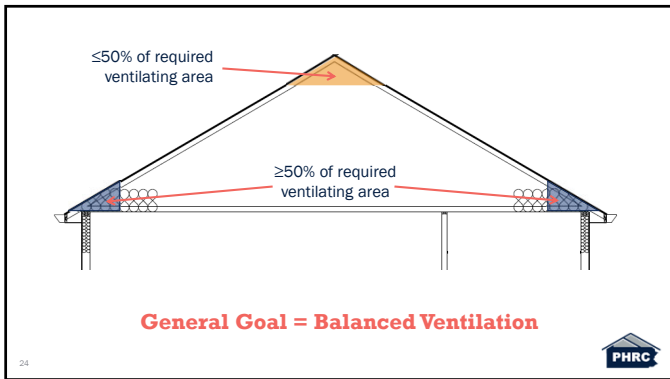 ≤50% of required
ventilating area
≥50% of required
ventilating area
General Goal = Balanced Ventilation
24
PHRC